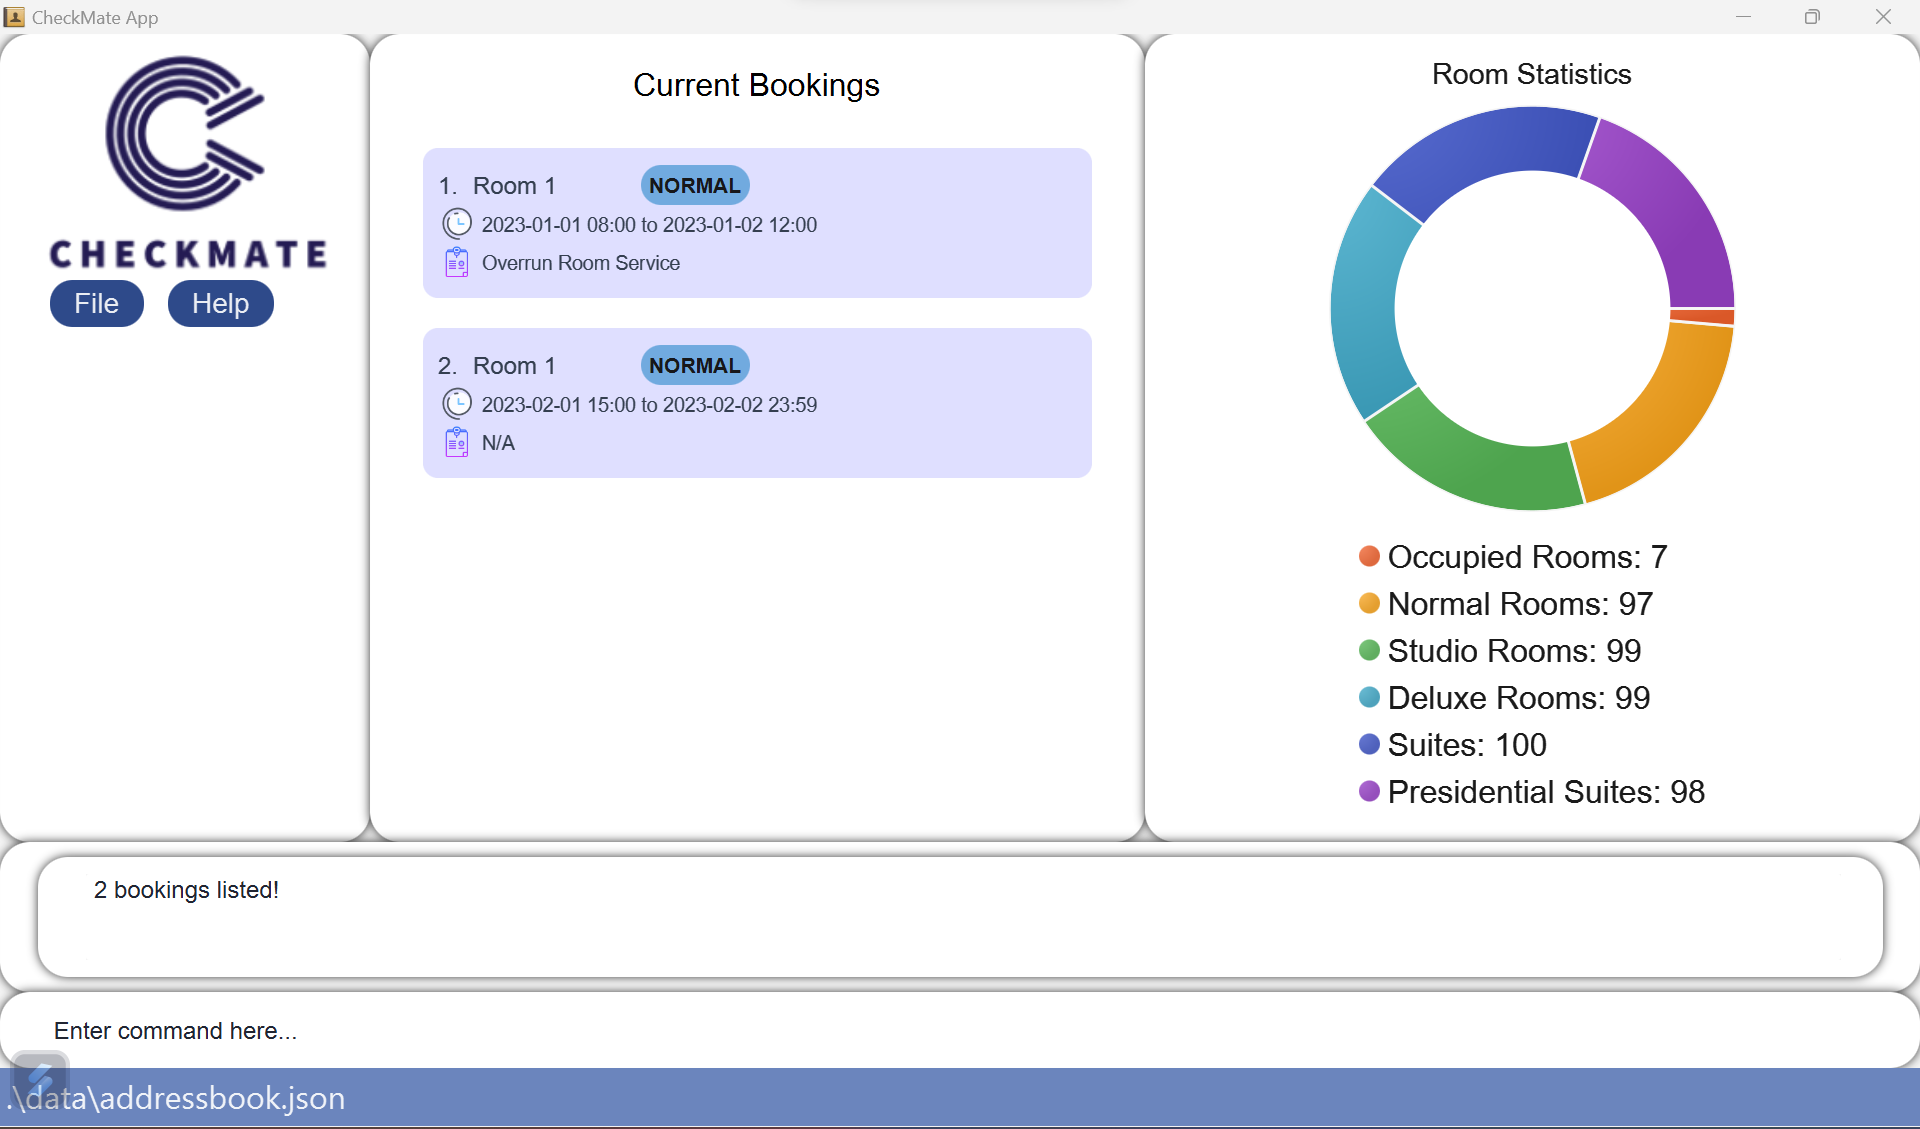 CheckMate App
CHECKMATE
File
Help
Current Bookings
1. Room 1 NORMAL
2023-01-01 08:00 to 2023-01-02 12:00
Overrun Room Service
2. Room 1 NORMAL
2023-02-01 15:00 to 2023-02-02 23:59
N/A
Room Statistics
Occupied Rooms: 7
Normal Rooms: 97
Studio Rooms: 99
Deluxe Rooms: 99
Suites: 100
Presidential Suites: 98
2 bookings listed!
Enter command here...
.\data\addressbook.json